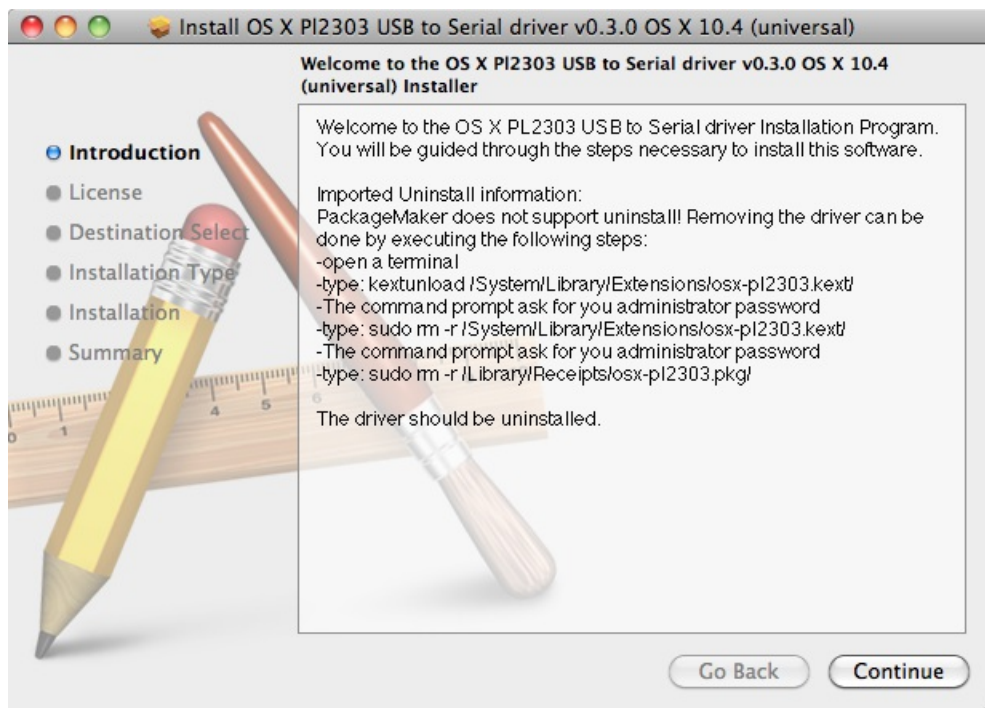 Install OS X Pl2303 USB to Serial driver v0.3.0 OS X 10.4 (universal)
Welcome to the OS X Pl2303 USB to Serial driver v0.3.0 OS X 10.4
(universal) Installer
Introduction
License
Destination Select
Installation Type
Installation
Summary
Welcome to the OS X PL2303 USB to Serial driver Installation Program.
You will be guided through the steps necessary to install this software.
Imported Uninstall information:
PackageMaker does not support uninstall! Removing the driver can be
done by executing the following steps:
-open a terminal
-type: kextunload /System/Library/Extensions/osx-pl2303.kext/
-The command prompt ask for you administrator password
-type: sudo rm -r /System/Library/Extensions/osx-pl2303.kext/
-The command prompt ask for you administrator password
-type: sudo rm -r /Library/Receipts/osx-pl2303.pkg/
The driver should be uninstalled.
0 1 4 5 6
Go Back
Continue